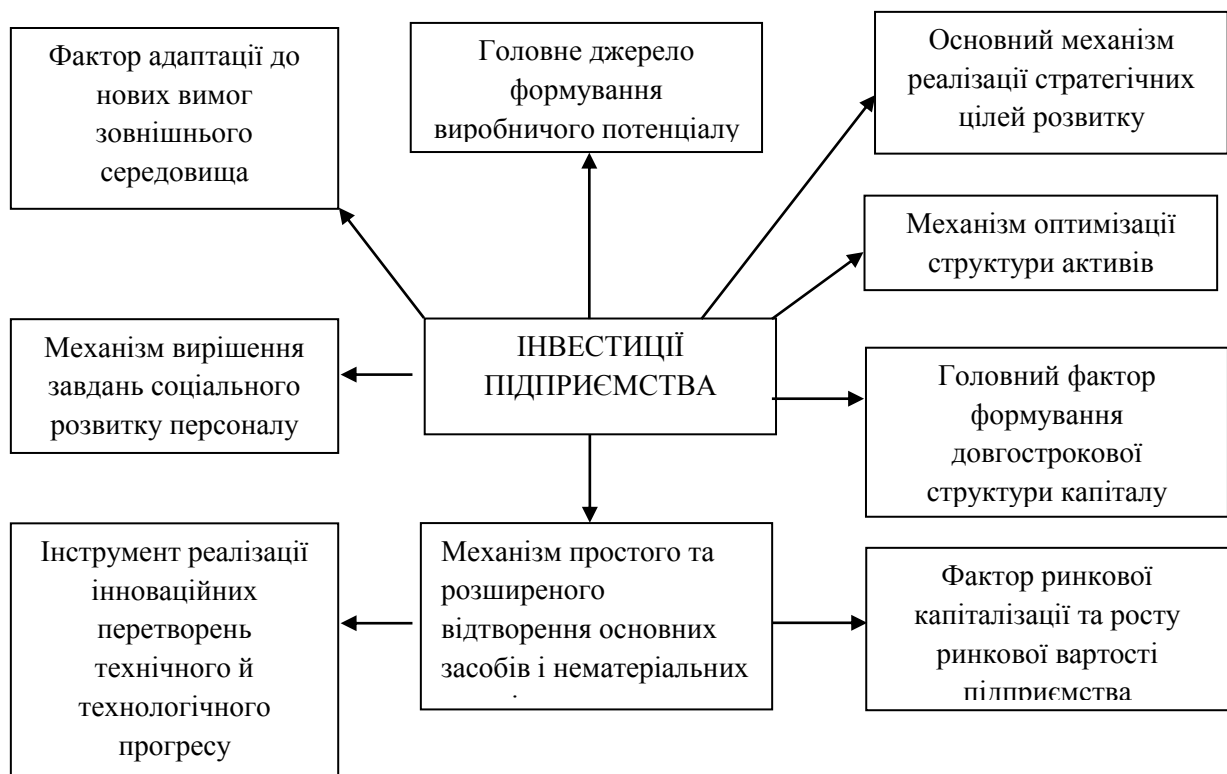 Фактор адаптації до
нових вимог
зовнішнього
середовища
Головне джерело
формування
виробничого потенціалу
Основний механізм
реалізації стратегічних
цілей розвитку
Механізм оптимізації
структури активів
ІНВЕСТИЦІЇ
ПІДПРИЄМСТВА
Механізм вирішення
завдань соціального
розвитку персоналу
Головний фактор
формування
довгострокової
структури капіталу
Інструмент реалізації
інноваційних
перетворень
технічного й
технологічного
прогресу
Механізм простого та
розширеного
відтворення основних
засобів і нематеріальних
Фактор ринкової
капіталізації та росту
ринкової вартості
підприємства